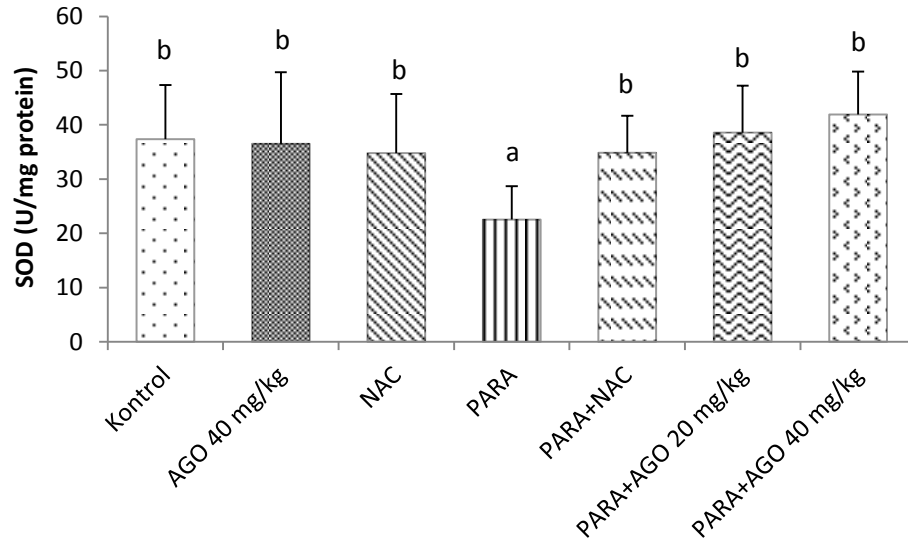 SOD (U/mg protein)
60
50
40
30
20
10
0
b
b
b
a
b
b
b
Kontrol
AGO 40 mg/kg
NAC
PARA
PARA+NAC
PARA+AGO 20 mg/kg
PARA+AGO 40 mg/kg